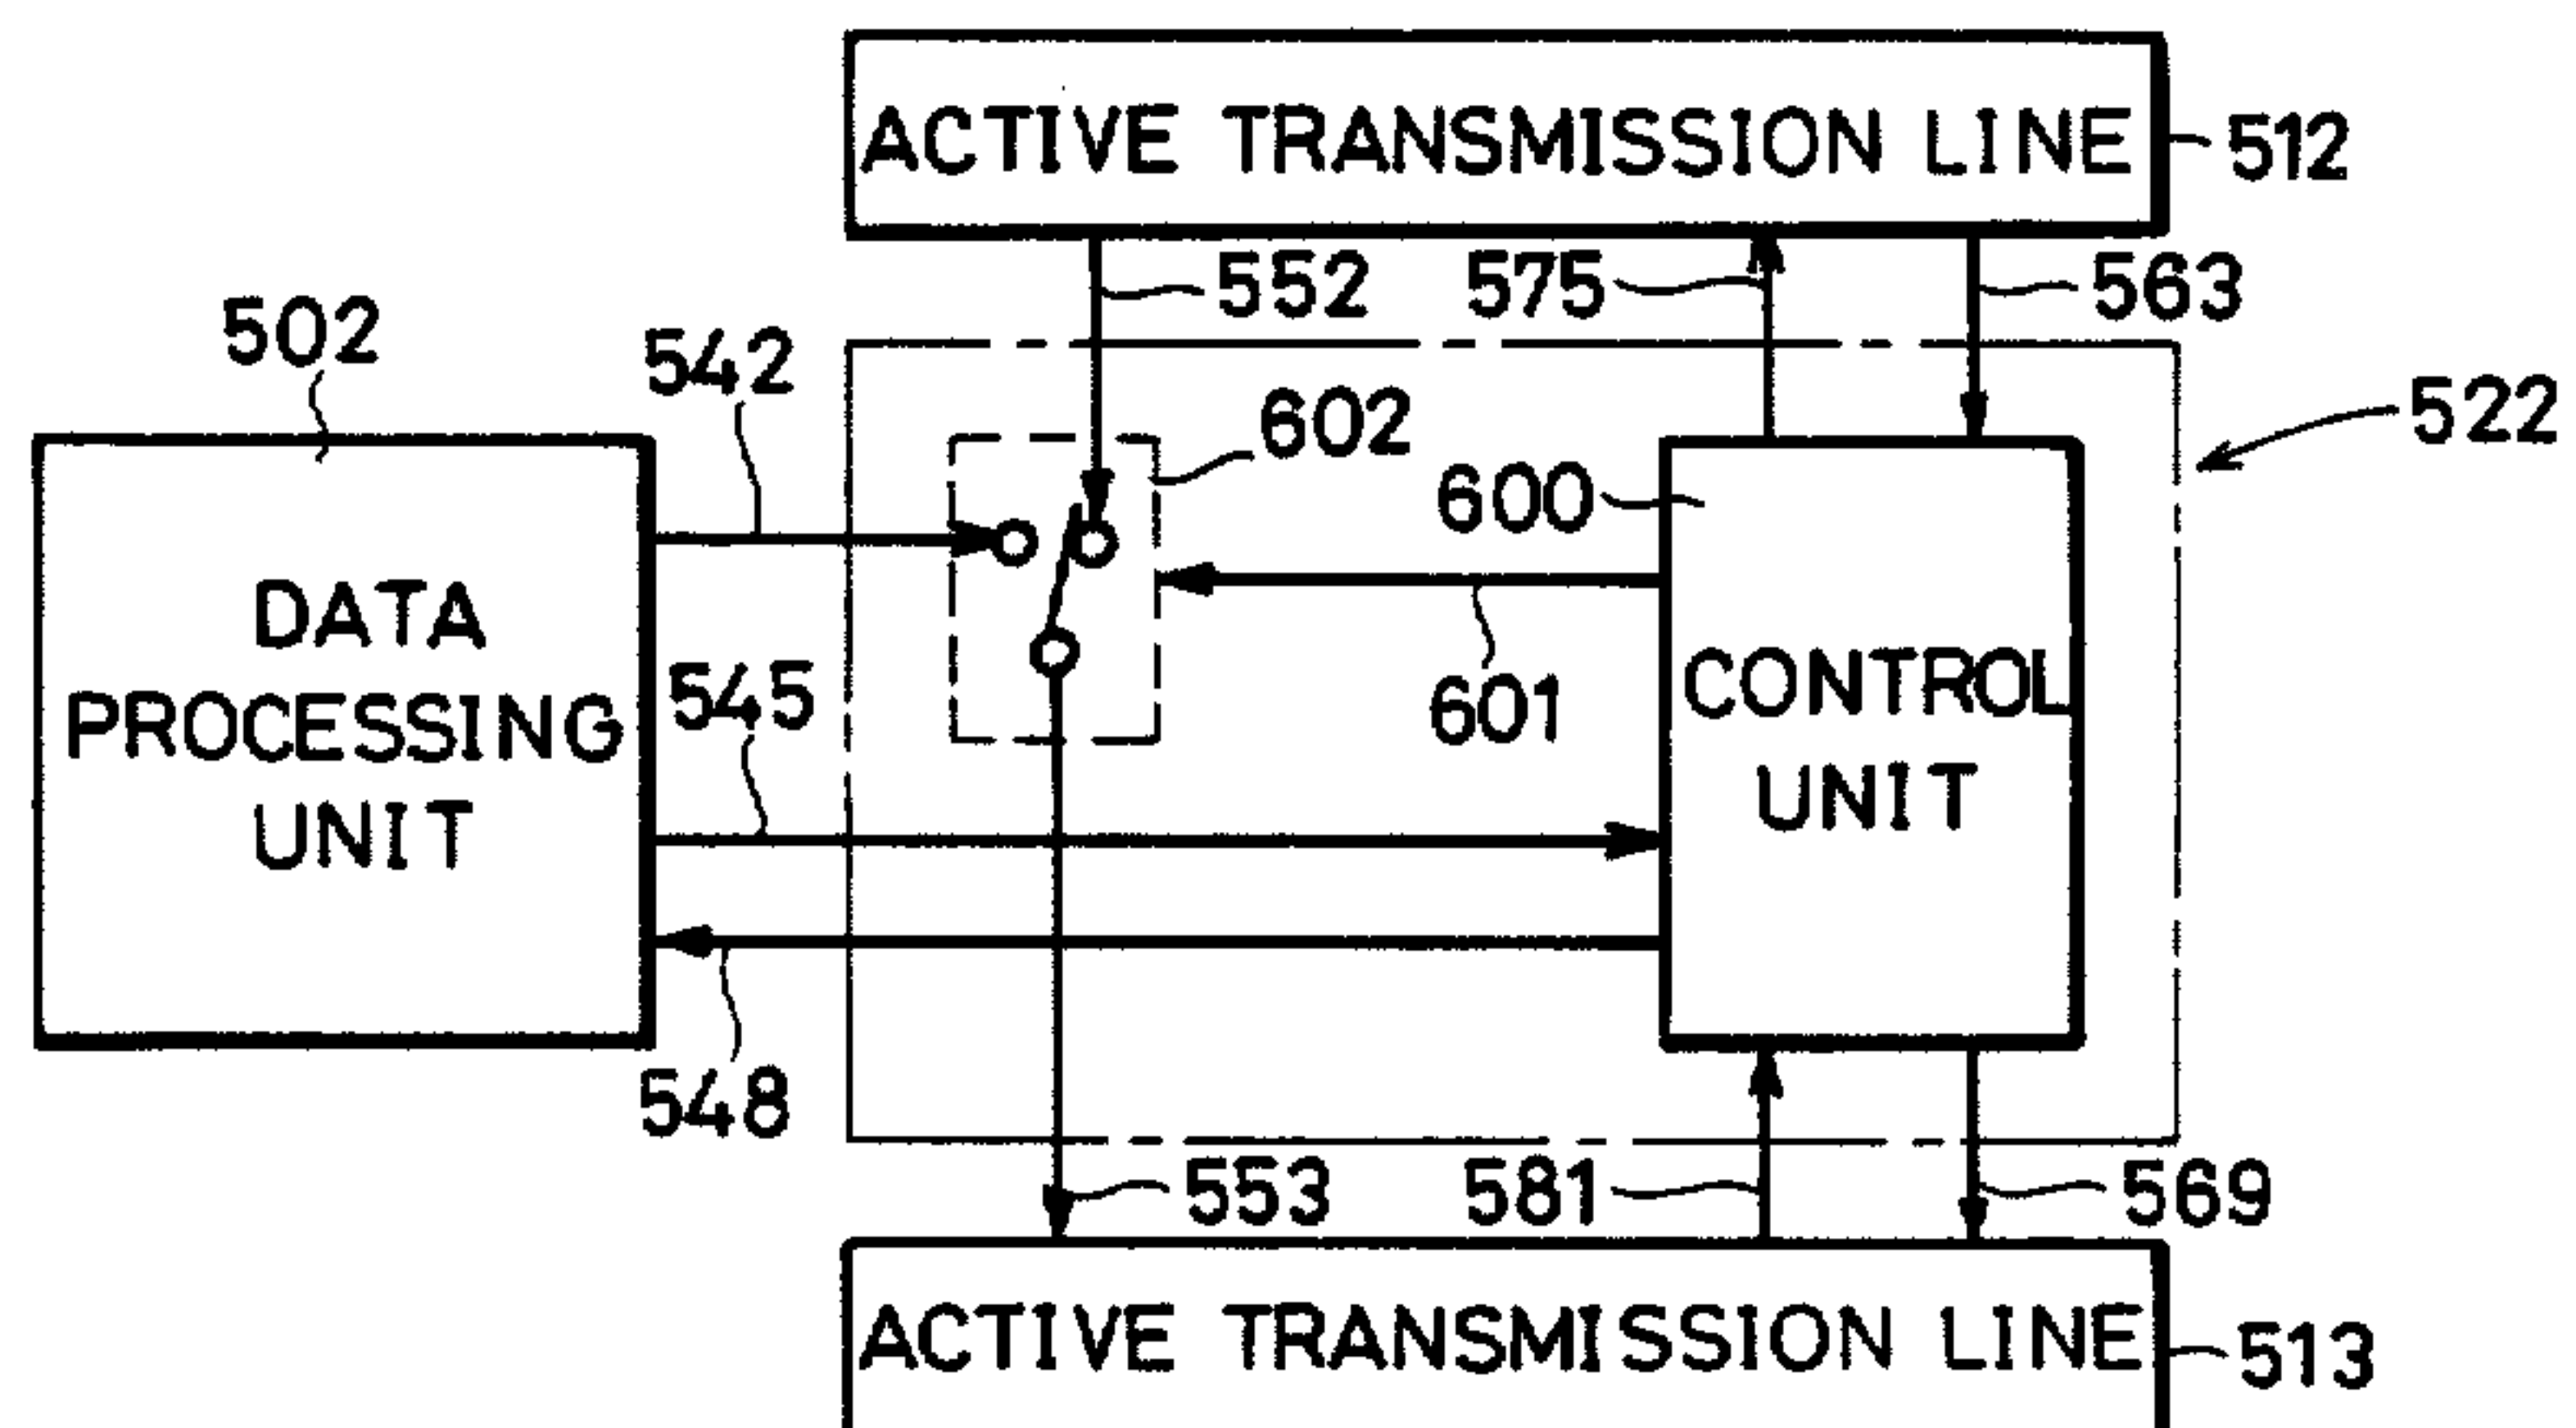 ACTIVE TRANSMISSION LINE
512
552
575
563
502
542
602
522
600
DATA
PROCESSING
UNIT
545
601
CONTROL
UNIT
548
553
581
569
ACTIVE TRANSMISSION LINE
513